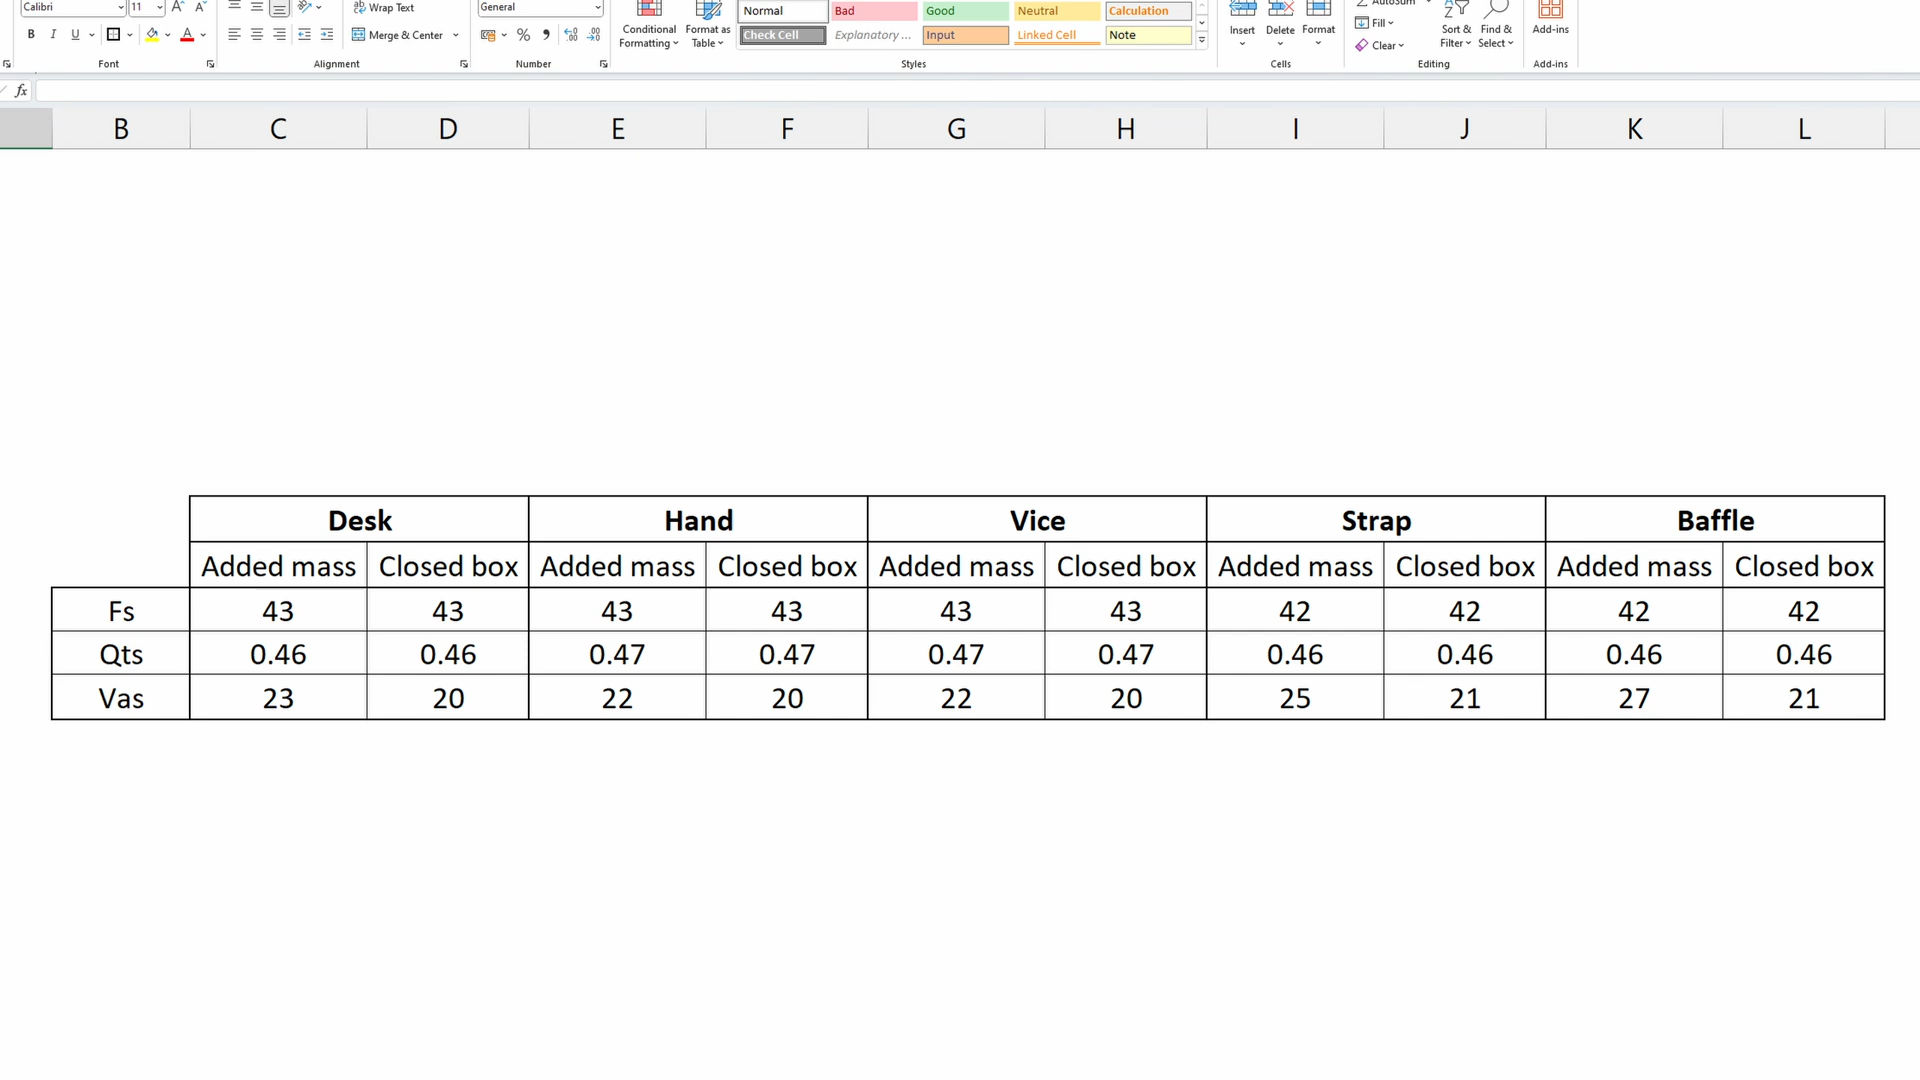 Calibri 11 A A Wrap Text General Normal Bad Good Neutral Calculation AutoSum
B I U A Merge & Center % Conditional Formatting Format as Table Check Cell Explanatory ... Input Linked Cell Note Insert Delete Format Fill Clear Sort & Filter Find & Select Add-ins
Font Alignment Number Styles Cells Editing Add-ins
fx
B C D E F G H I J K L
Desk Hand Vice Strap Baffle
Added mass Closed box Added mass Closed box Added mass Closed box Added mass Closed box Added mass Closed box
Fs 43 43 43 43 43 43 42 42 42 42
Qts 0.46 0.46 0.47 0.47 0.47 0.47 0.46 0.46 0.46 0.46
Vas 23 20 22 20 22 20 25 21 27 21